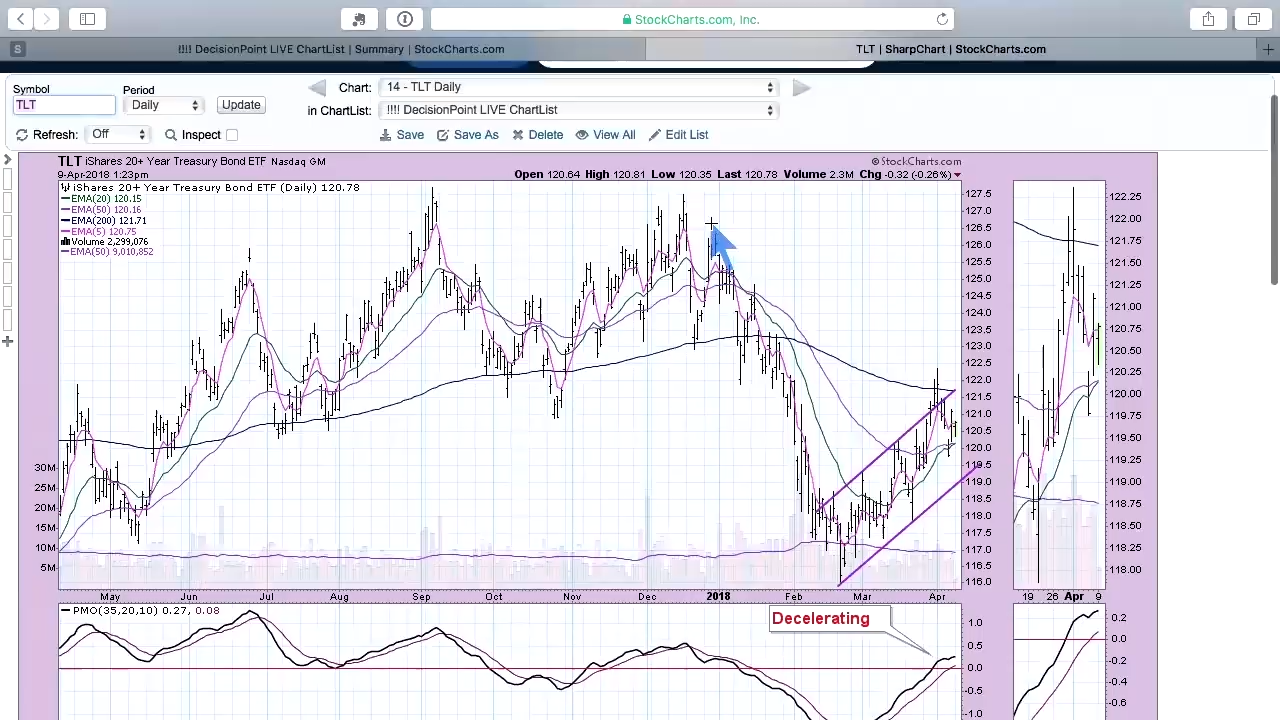 StockCharts.com, Inc.
S !!!! DecisionPoint LIVE ChartList | Summary | StockCharts.com TLT | SharpChart | StockCharts.com
Symbol Period Chart: 14 - TLT Daily
TLT Daily Update in ChartList: !!!! DecisionPoint LIVE ChartList
Refresh: Off Inspect Save Save As Delete View All Edit List
TLT iShares 20+ Year Treasury Bond ETF Nasdaq GM © StockCharts.com
9-Apr-2018 1:23pm Open 120.64 High 120.81 Low 120.35 Last 120.78 Volume 2.3M Chg -0.32 (-0.26%)
iShares 20+ Year Treasury Bond ETF (Daily) 120.78
EMA(20) 120.15
EMA(50) 120.16
EMA(200) 121.71
EMA(5) 120.75
Volume 2,299,076
EMA(50) 9,010,852
127.5
127.0
126.5
126.0
125.5
125.0
124.5
124.0
123.5
123.0
122.5
122.0
121.5
121.0
120.5
120.0
119.5
119.0
118.5
118.0
117.5
117.0
116.5
116.0
30M
25M
20M
15M
10M
5M
122.25
122.00
121.75
121.50
121.25
121.00
120.75
120.50
120.25
120.00
119.75
119.50
119.25
119.00
118.75
118.50
118.25
118.00
May Jun Jul Aug Sep Oct Nov Dec 2018 Feb Mar Apr 19 26 Apr 9
PMO(35,20,10) 0.27, 0.08
Decelerating
1.0
0.5
0.0
-0.5
-1.0
0.2
0.0
-0.2
-0.4
-0.6